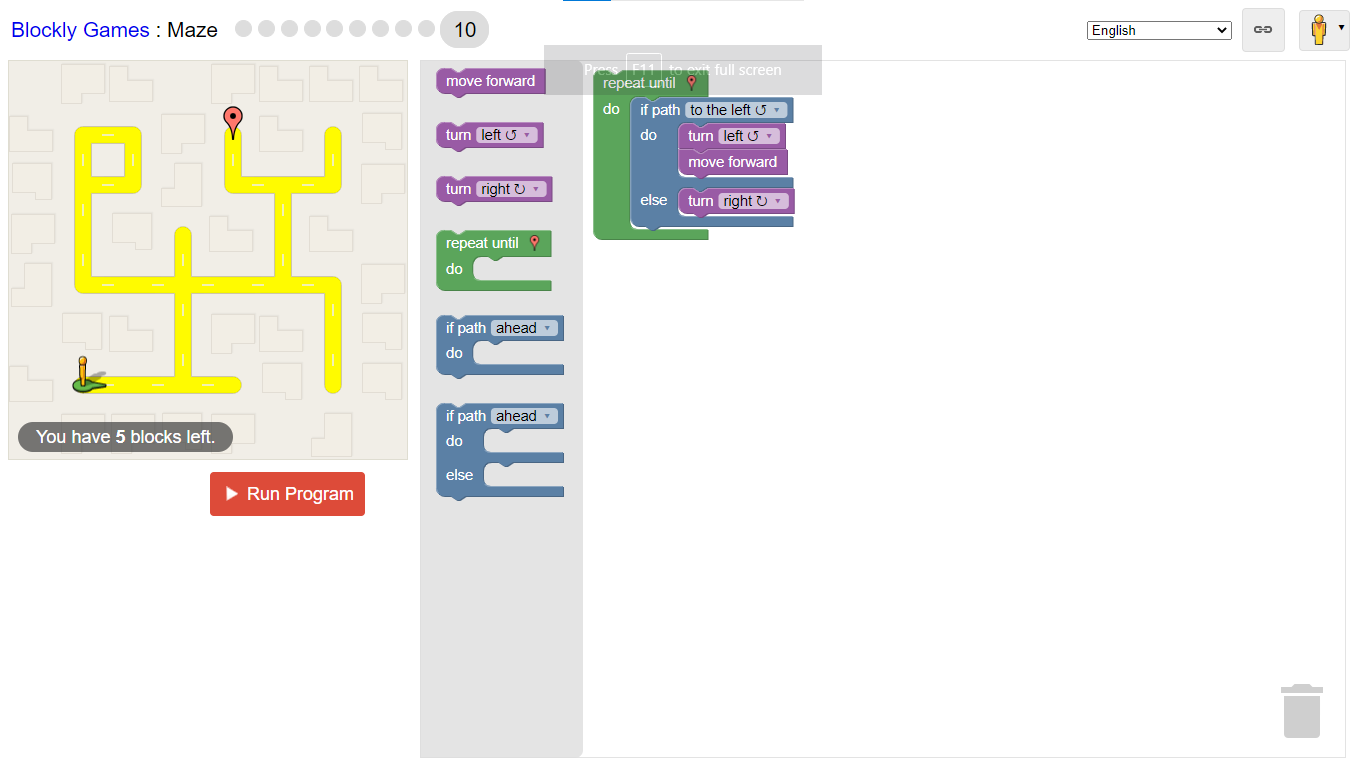 Blockly Games : Maze
10
English
Press F11 to exit full screen
move forward
turn left ↺
turn right ↻
repeat until
do
if path ahead
do
if path ahead
do
else
repeat until
do
if path to the left ↺
do
turn left ↺
move forward
else
turn right ↻
You have 5 blocks left.
Run Program